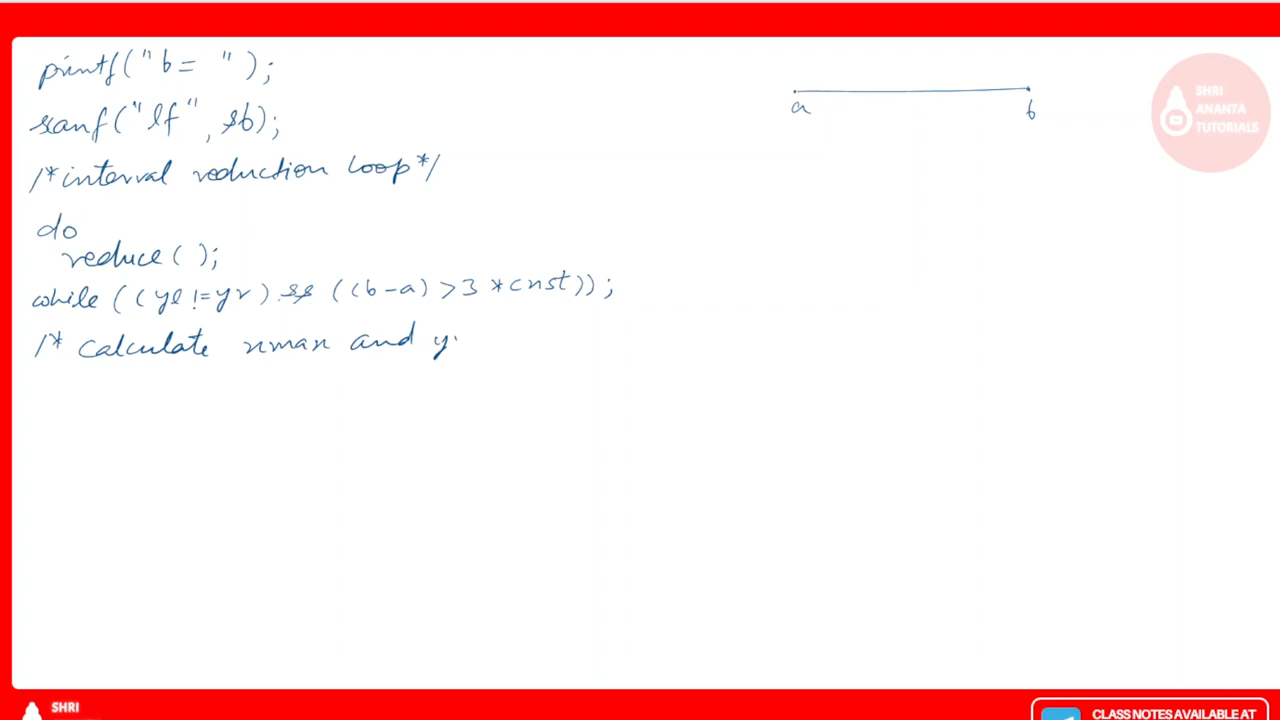 printf("b= ");
scanf("lf", &b);
/*interval reduction loop*/
do
reduce();
while ((yl!=yr) && ((b-a) >3 *cnst));
/* calculate xmax and y
a
b
SHRI
ANANTA
TUTORIALS
SHRI
CLASS NOTES AVAILABLE AT